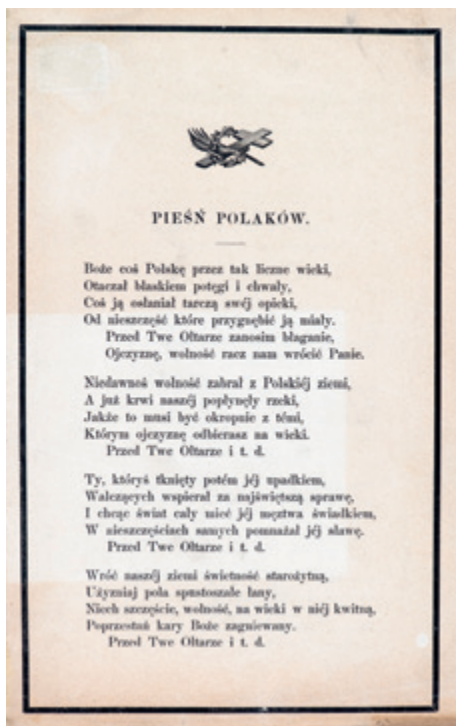 PIEŚŃ POLAKÓW.
Boże coś Polskę przez tak liczne wieki,
Otaczał blaskiem potęgi i chwały,
Coś ją osłaniał tarczą swéj opieki,
Od nieszczęść które przygnębić ją miały.
Przed Twe Ołtarze zanosim błaganie,
Ojczyznę, wolność racz nam wrócić Panie.
Niedawnoś wolność zabrał z Polskiéj ziemi,
A już krwi naszéj popłynęły rzeki,
Jakże to musi być okropnie z témi,
Którym ojczyznę odbierasz na wieki.
Przed Twe Ołtarze i t. d.
Ty, któryś tknięty potém jéj upadkiem,
Walczących wspierał za najświętszą sprawę,
I chcąc świat cały mieć jéj męztwa świadkiem,
W nieszczęściach samych pomnażał jéj sławę.
Przed Twe Ołtarze i t. d.
Wróć naszéj ziemi świetność starożytną,
Użyzniaj pola spustoszałe łany,
Niech szczęście, wolność, na wieki w niéj kwitną,
Poprzestań kary Boże zagniewany.
Przed Twe Ołtarze i t. d.